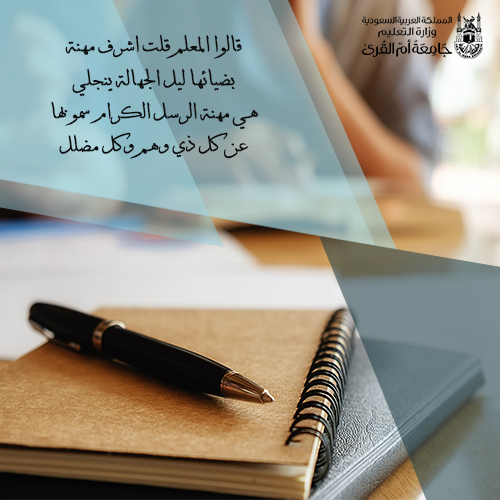 المملكة العربية السعودية
وزارة التعليم
جامعة أم القرى
قالوا المعلم قلت اشرف مهنة
بضيائها ليل الجهالة ينجلي
هي مهنة الرسل الكرام سمو بها
عن كل ذي وهم وكل مضلل